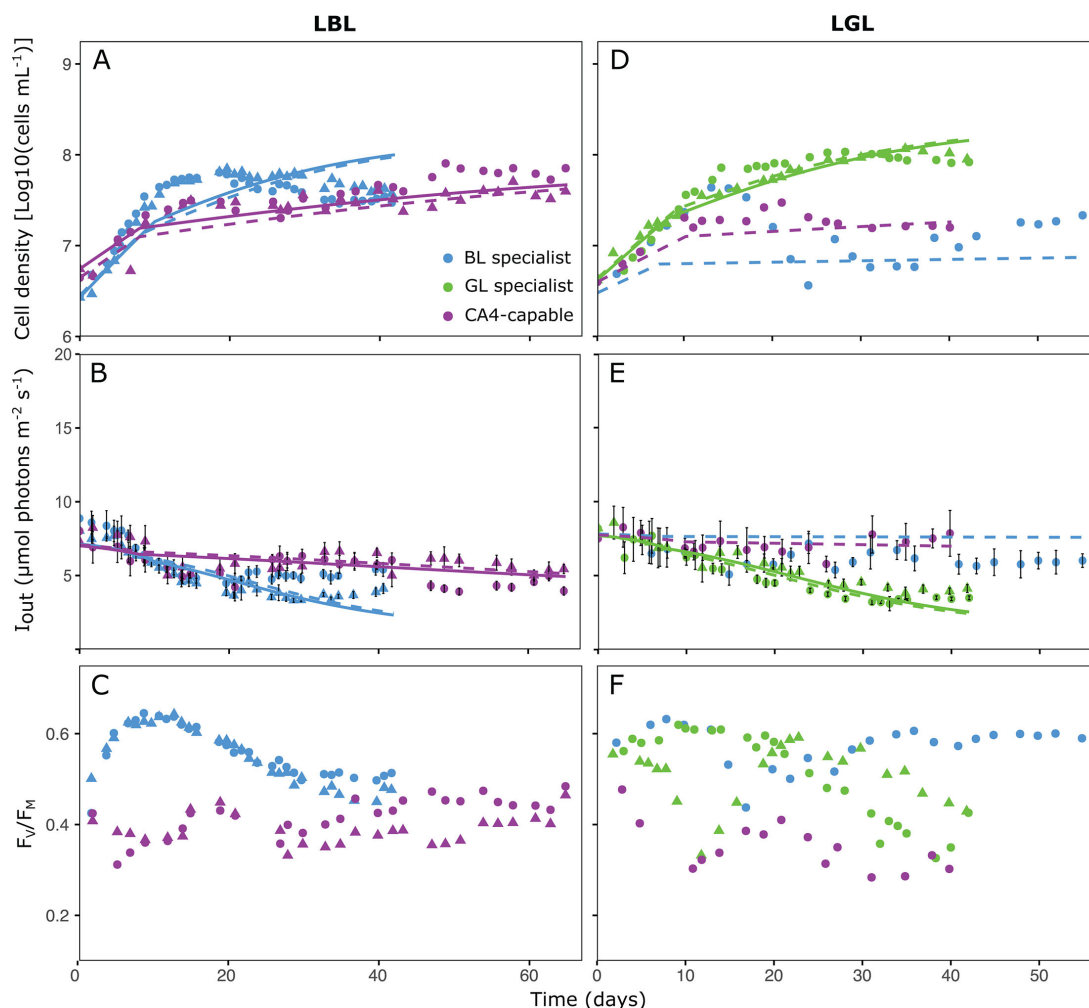 LBL
LGL
Cell density [Log10(cells mL⁻¹)]
A
9
8
7
6
BL specialist
GL specialist
CA4-capable
D
Iout (µmol photons m⁻² s⁻¹)
B
20
15
10
5
E
F_V/F_M
C
0.6
0.4
0.2
F
0
20
40
60
0
10
20
30
40
50
Time (days)